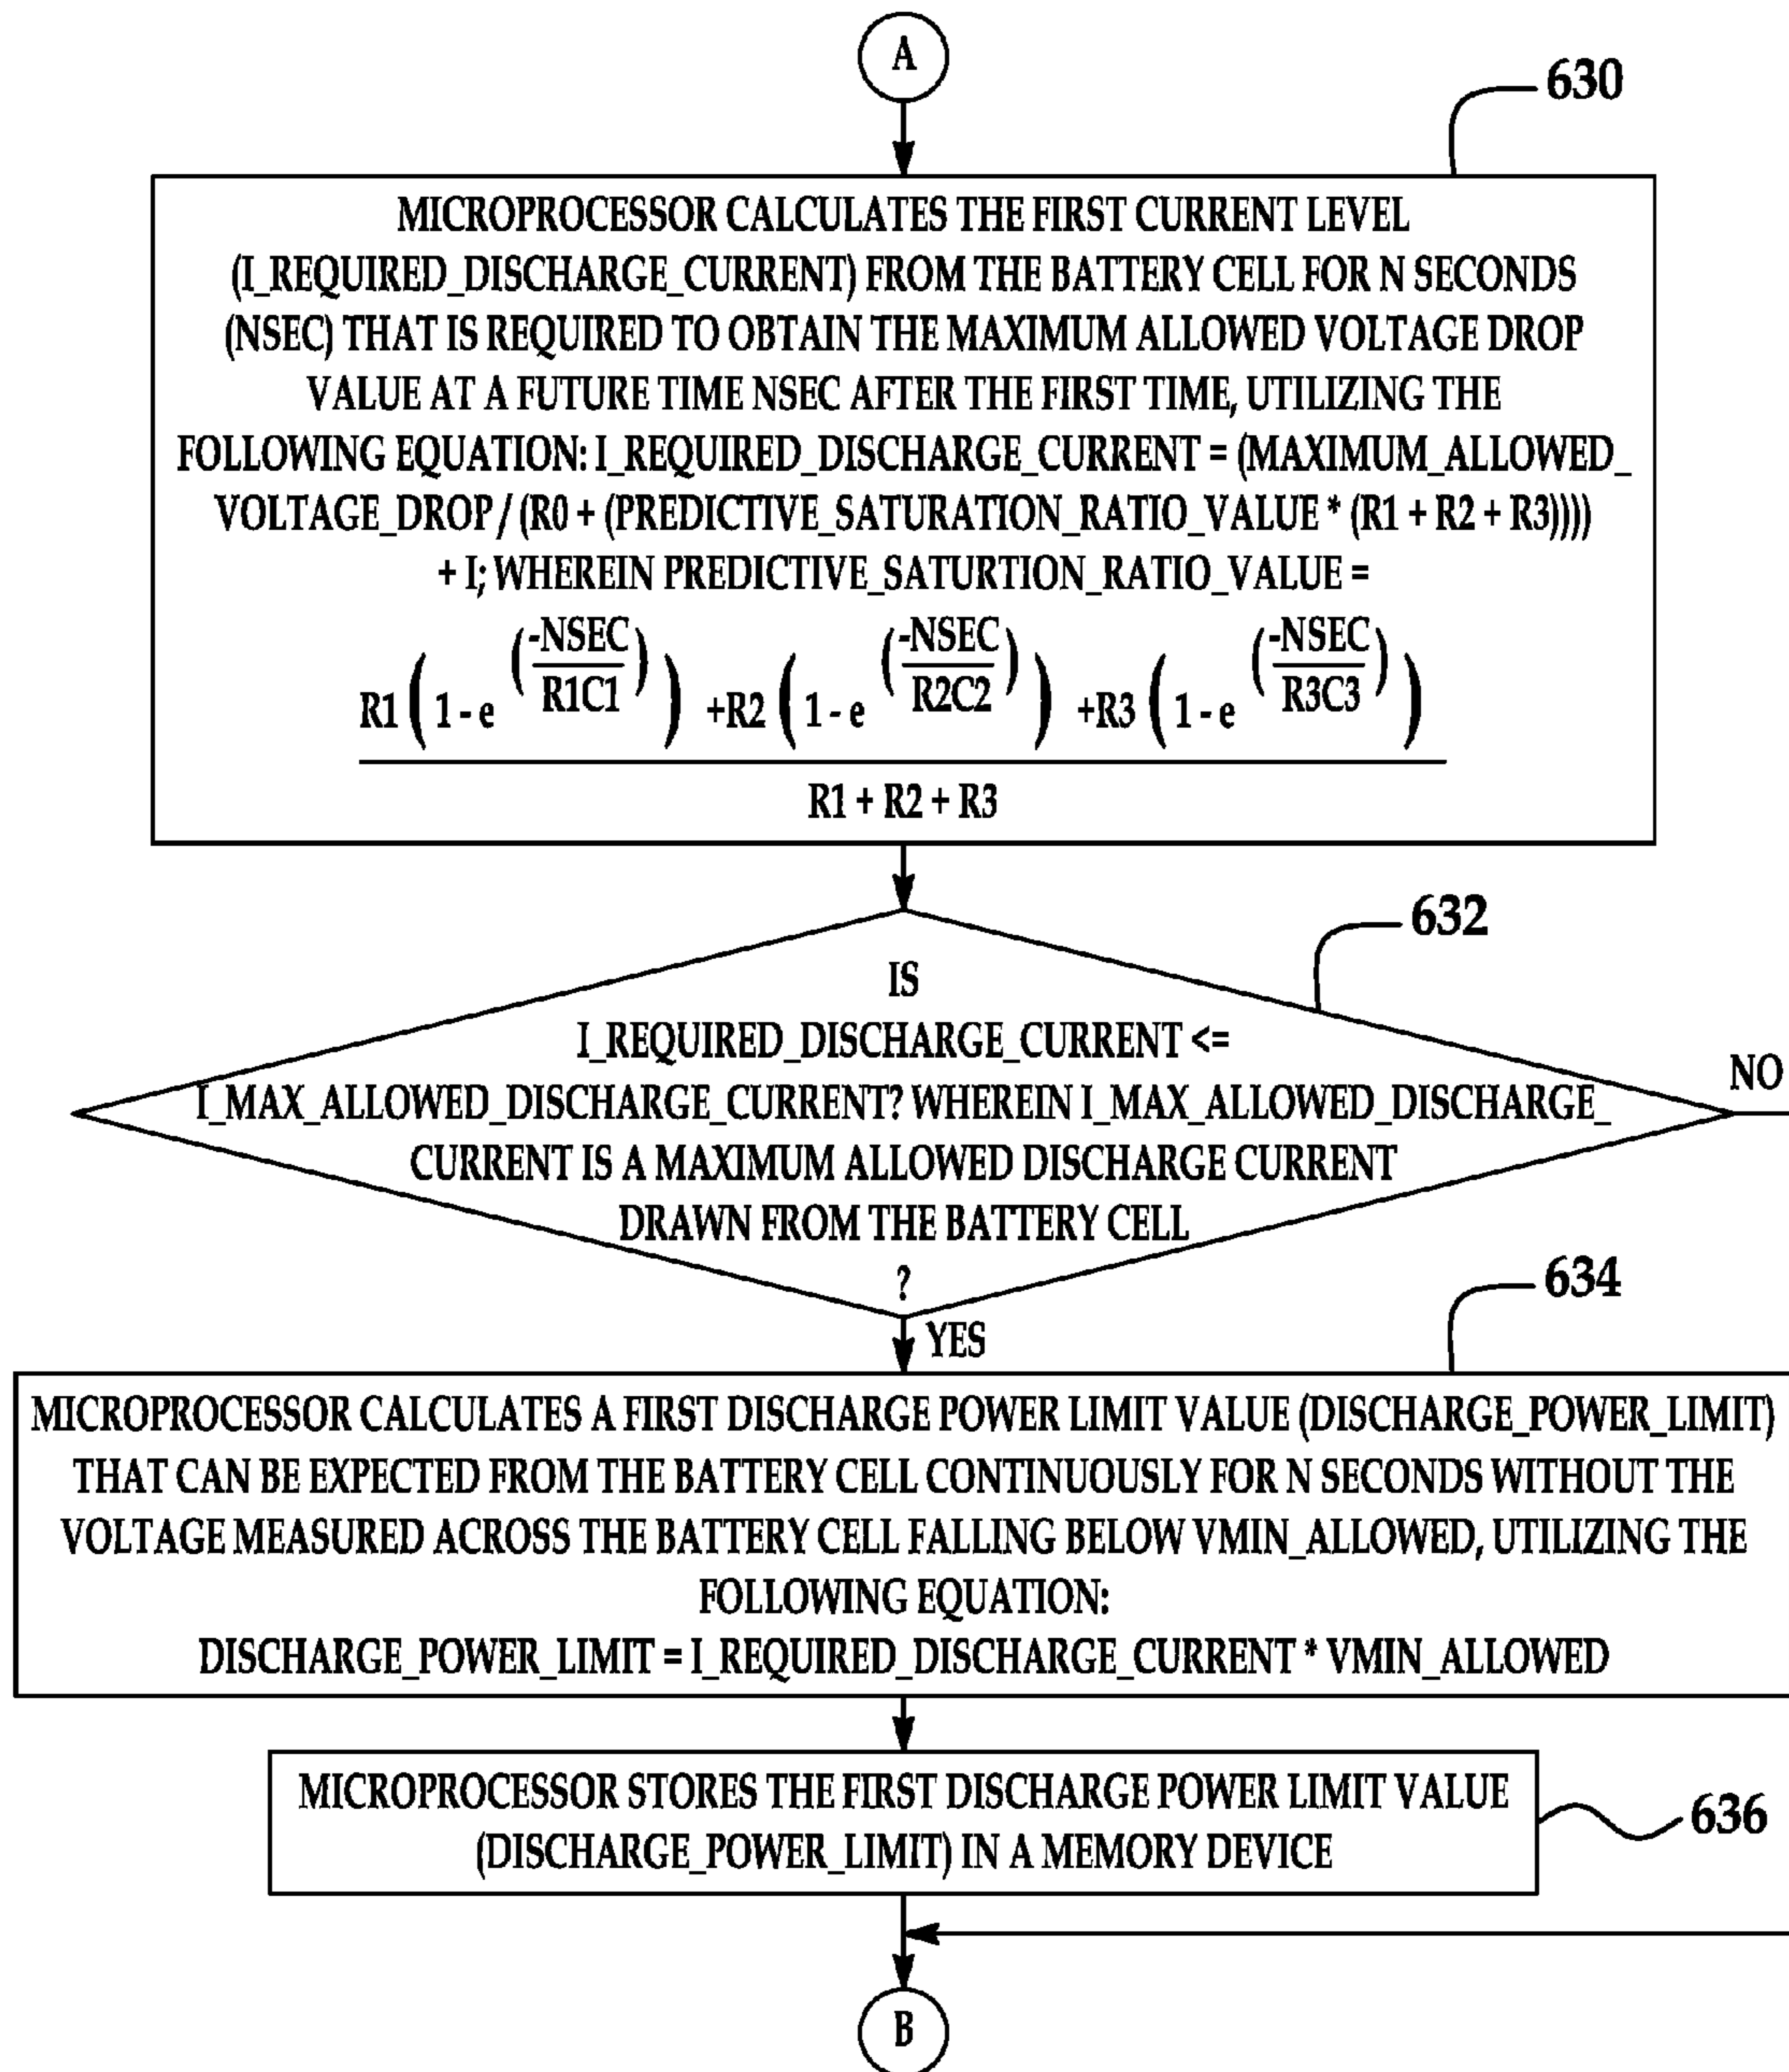 A
630
MICROPROCESSOR CALCULATES THE FIRST CURRENT LEVEL
(I_REQUIRED_DISCHARGE_CURRENT) FROM THE BATTERY CELL FOR N SECONDS
(NSEC) THAT IS REQUIRED TO OBTAIN THE MAXIMUM ALLOWED VOLTAGE DROP
VALUE AT A FUTURE TIME NSEC AFTER THE FIRST TIME, UTILIZING THE
FOLLOWING EQUATION: I_REQUIRED_DISCHARGE_CURRENT = (MAXIMUM_ALLOWED_
VOLTAGE_DROP / (R0 + (PREDICTIVE_SATURATION_RATIO_VALUE * (R1 + R2 + R3))))
+ I; WHEREIN PREDICTIVE_SATURTION_RATIO_VALUE =
R1 ( 1 - e (-NSEC / R1C1) ) +R2 ( 1 - e (-NSEC / R2C2) ) +R3 ( 1 - e (-NSEC / R3C3) )
R1 + R2 + R3
632
IS
I_REQUIRED_DISCHARGE_CURRENT <=
I_MAX_ALLOWED_DISCHARGE_CURRENT? WHEREIN I_MAX_ALLOWED_DISCHARGE_
CURRENT IS A MAXIMUM ALLOWED DISCHARGE CURRENT
DRAWN FROM THE BATTERY CELL
?
NO
YES
634
MICROPROCESSOR CALCULATES A FIRST DISCHARGE POWER LIMIT VALUE (DISCHARGE_POWER_LIMIT)
THAT CAN BE EXPECTED FROM THE BATTERY CELL CONTINUOUSLY FOR N SECONDS WITHOUT THE
VOLTAGE MEASURED ACROSS THE BATTERY CELL FALLING BELOW VMIN_ALLOWED, UTILIZING THE
FOLLOWING EQUATION:
DISCHARGE_POWER_LIMIT = I_REQUIRED_DISCHARGE_CURRENT * VMIN_ALLOWED
MICROPROCESSOR STORES THE FIRST DISCHARGE POWER LIMIT VALUE
(DISCHARGE_POWER_LIMIT) IN A MEMORY DEVICE
636
B